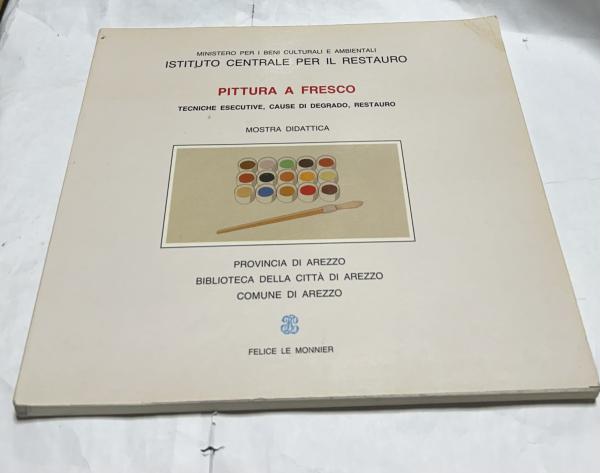 MINISTERO PER I BENI CULTURALI E AMBIENTALI
ISTITUTO CENTRALE PER IL RESTAURO
PITTURA A FRESCO
TECNICHE ESECUTIVE, CAUSE DI DEGRADO, RESTAURO
MOSTRA DIDATTICA
PROVINCIA DI AREZZO
BIBLIOTECA DELLA CITTÀ DI AREZZO
COMUNE DI AREZZO
FELICE LE MONNIER